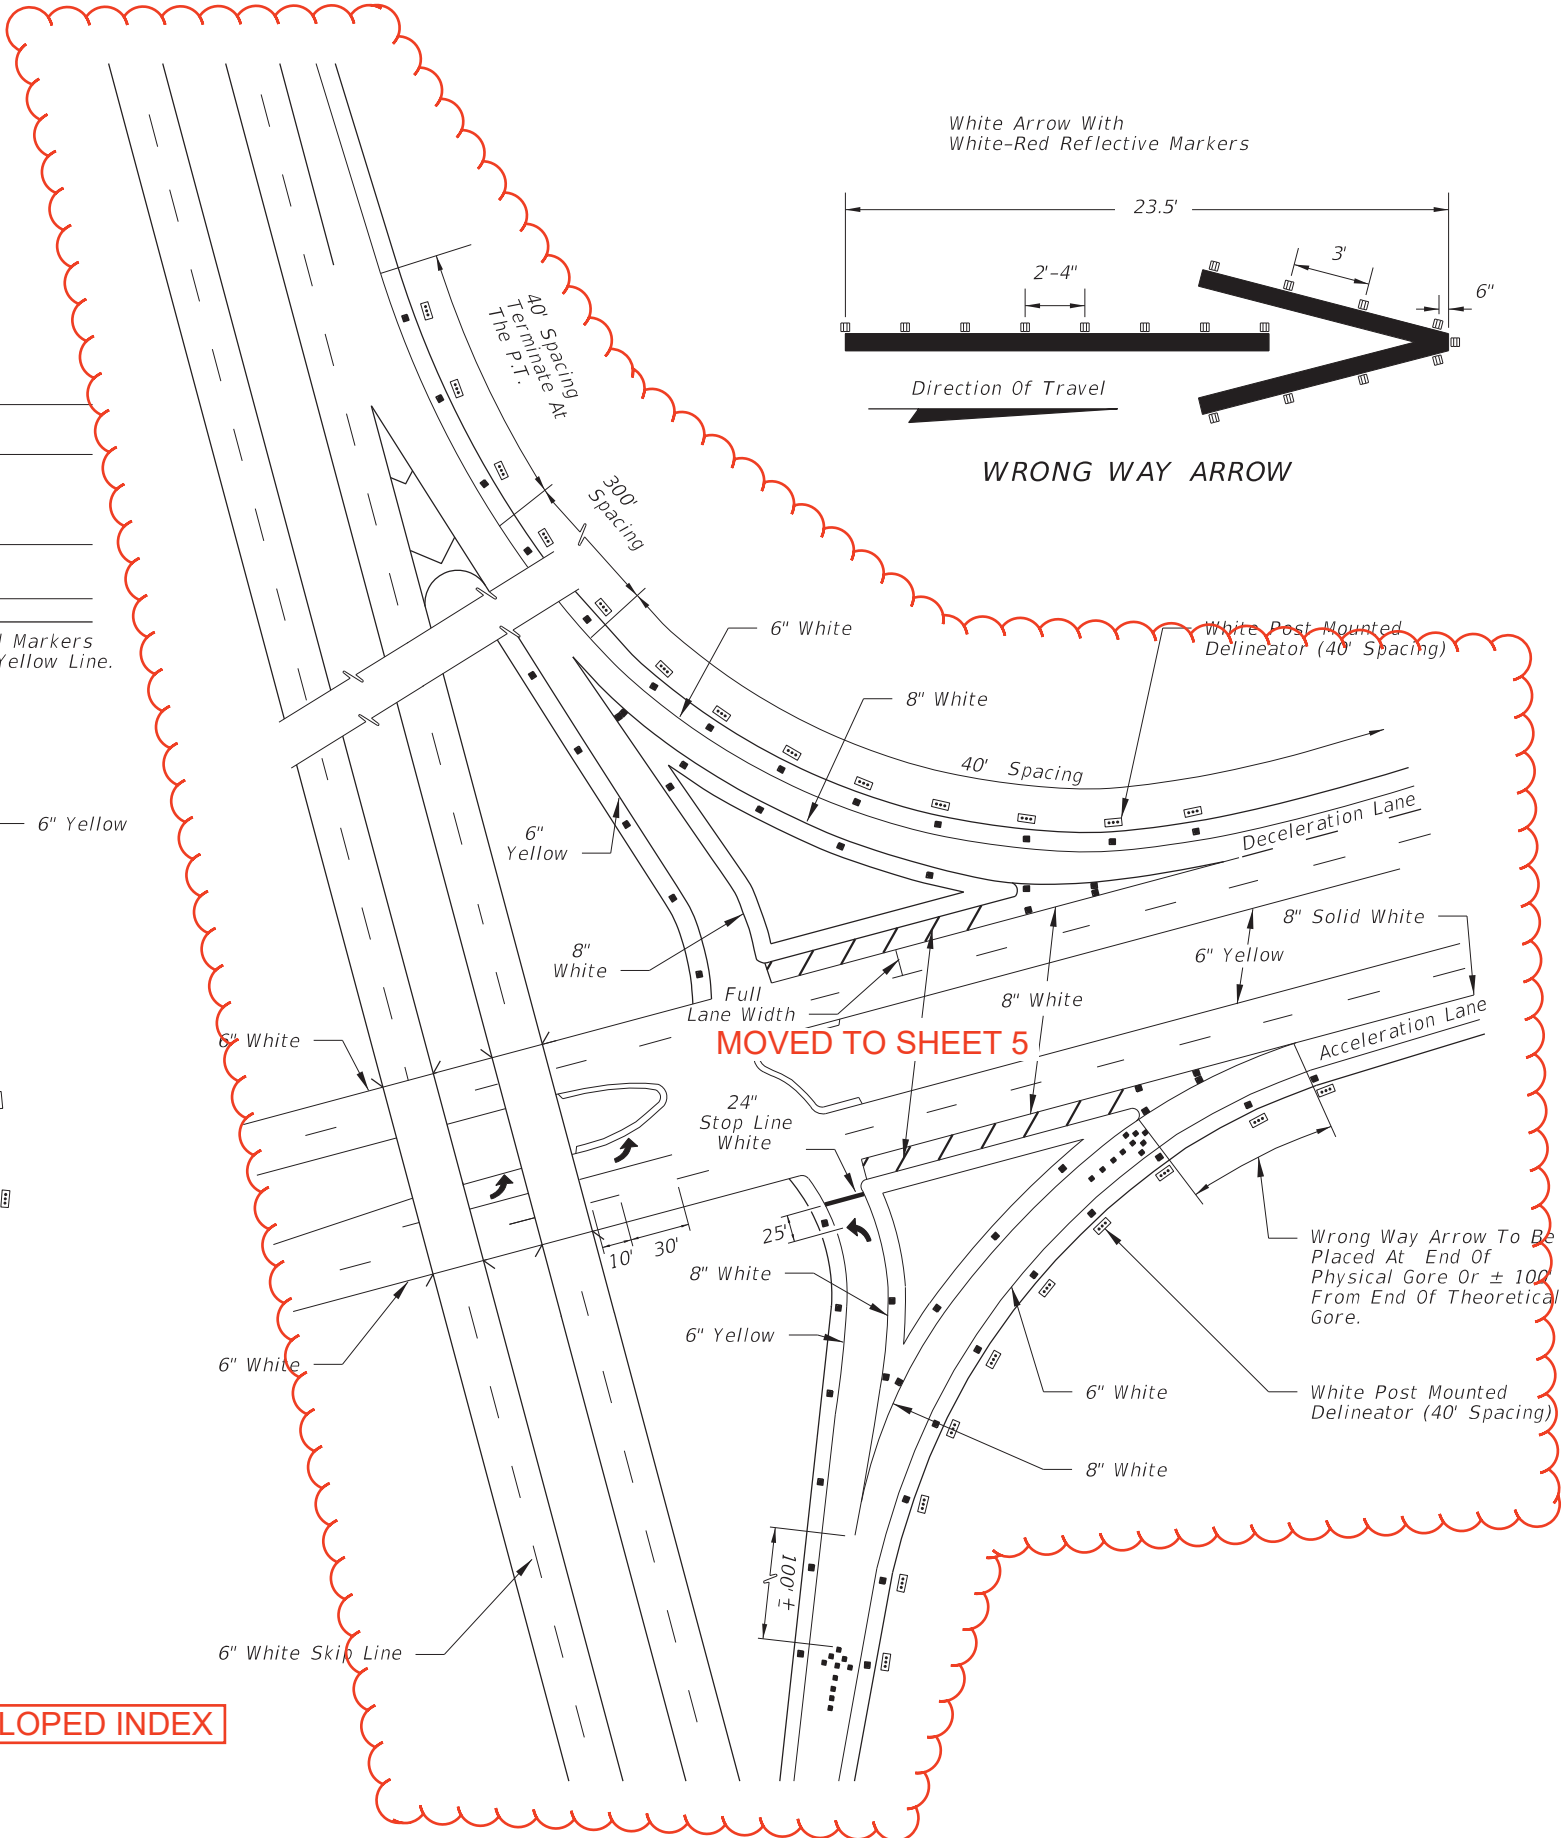 White Arrow With
White-Red Reflective Markers
23.5'
2'-4"
3'
6"
Direction Of Travel
WRONG WAY ARROW
40' Spacing
Terminate At
The P.T.
300'
Spacing
Markers
Yellow Line.
6" Yellow
6" White
White Post Mounted
Delineator (40' Spacing)
8" White
40' Spacing
Deceleration Lane
6"
Yellow
8"
White
8" Solid White
6" Yellow
Full
Lane Width
8" White
MOVED TO SHEET 5
Acceleration Lane
6" White
24"
Stop Line
White
25'
10'
30'
8" White
6" Yellow
6" White
Wrong Way Arrow To Be
Placed At End Of
Physical Gore Or ± 100'
From End Of Theoretical
Gore.
6" White
White Post Mounted
Delineator (40' Spacing)
8" White
100' ±
6" White Skip Line
LOPED INDEX